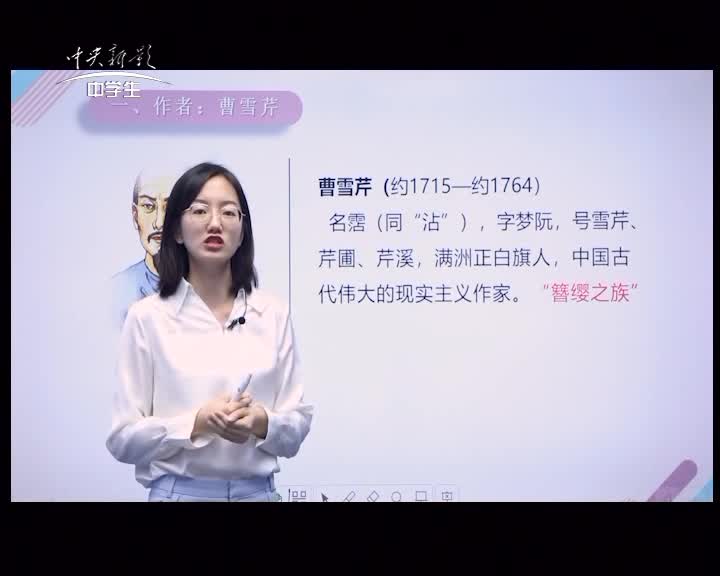 中央新影
中学生
一、作者：曹雪芹
曹雪芹（约1715—约1764）
名霑（同“沾”），字梦阮，号雪芹、
芹圃、芹溪，满洲正白旗人，中国古
代伟大的现实主义作家。“簪缨之族”